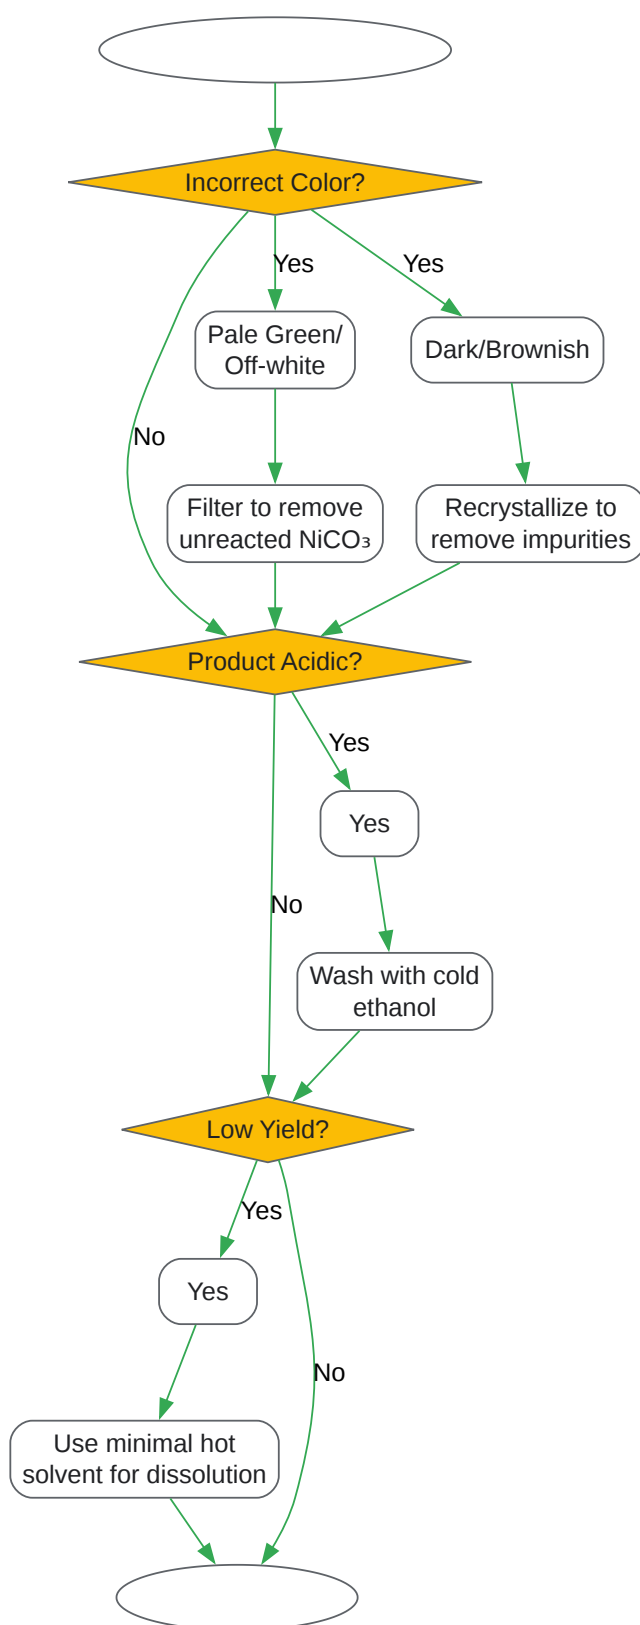 Incorrect Color?
Yes
Yes
Pale Green/
Off-white
Dark/Brownish
No
Filter to remove
unreacted NiCO₃
Recrystallize to
remove impurities
Product Acidic?
Yes
Yes
No
Wash with cold
ethanol
Low Yield?
Yes
Yes
No
Use minimal hot
solvent for dissolution